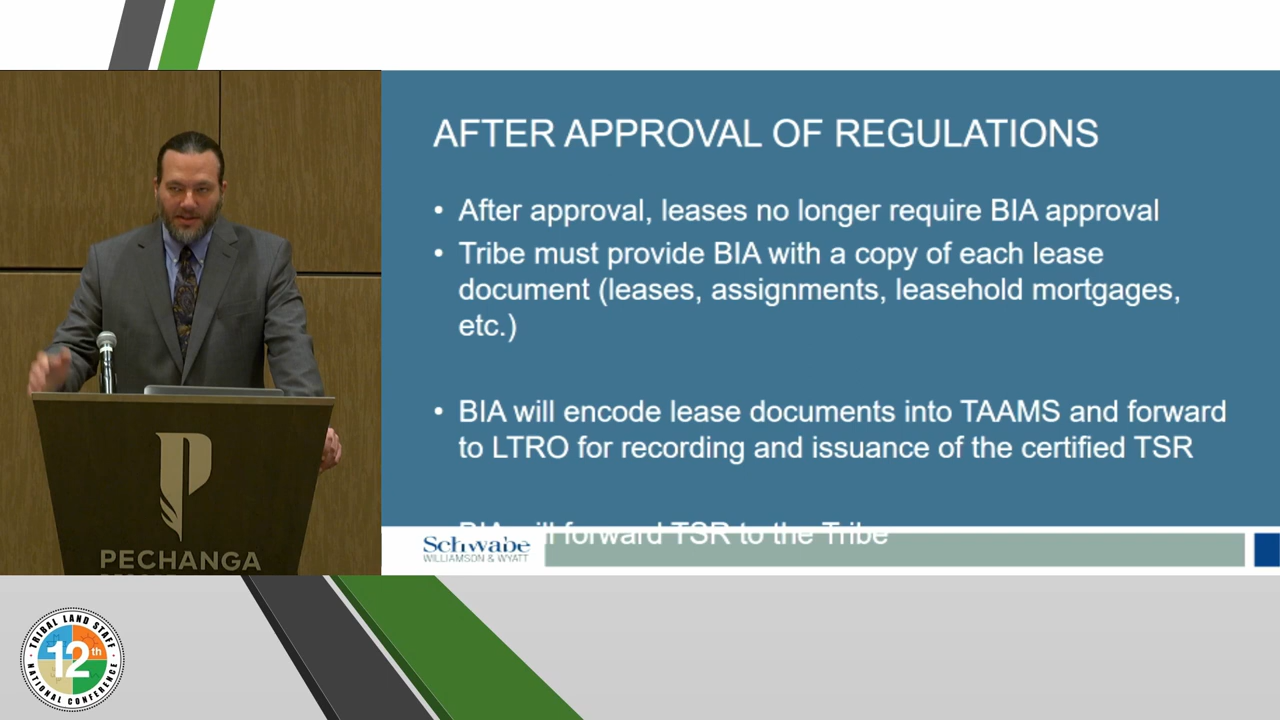 AFTER APPROVAL OF REGULATIONS
• After approval, leases no longer require BIA approval
• Tribe must provide BIA with a copy of each lease
document (leases, assignments, leasehold mortgages,
etc.)
• BIA will encode lease documents into TAAMS and forward
to LTRO for recording and issuance of the certified TSR
BIA will forward TSR to the Tribe
Schwabe
WILLIAMSON & WYATT
PECHANGA
TRIBAL LAND STAFF
12th
NATIONAL CONFERENCE